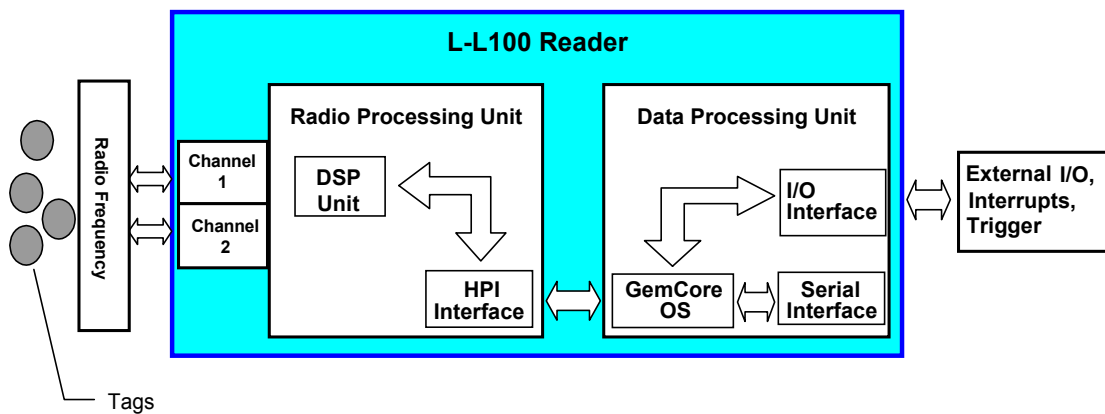 L-L100 Reader
Radio Frequency
Channel
1
Channel
2
Radio Processing Unit
DSP
Unit
HPI
Interface
Data Processing Unit
I/O
Interface
GemCore
OS
Serial
Interface
External I/O,
Interrupts,
Trigger
Tags